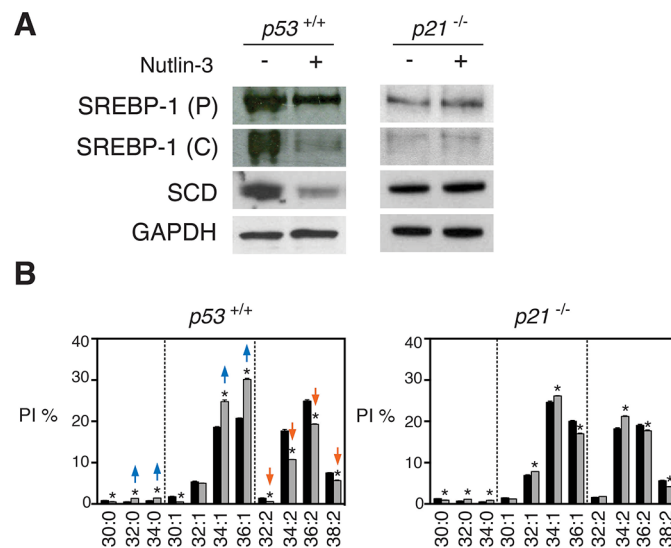 A
p53 +/+ p21 -/-
Nutlin-3 - + - +
SREBP-1 (P)
SREBP-1 (C)
SCD
GAPDH
B
p53 +/+ p21 -/-
40 40
30 30
PI % 20 PI % 20
10 10
0 0
30:0 32:0 34:0 30:1 32:1 34:1 36:1 32:2 34:2 36:2 38:2 30:0 32:0 34:0 30:1 32:1 34:1 36:1 32:2 34:2 36:2 38:2